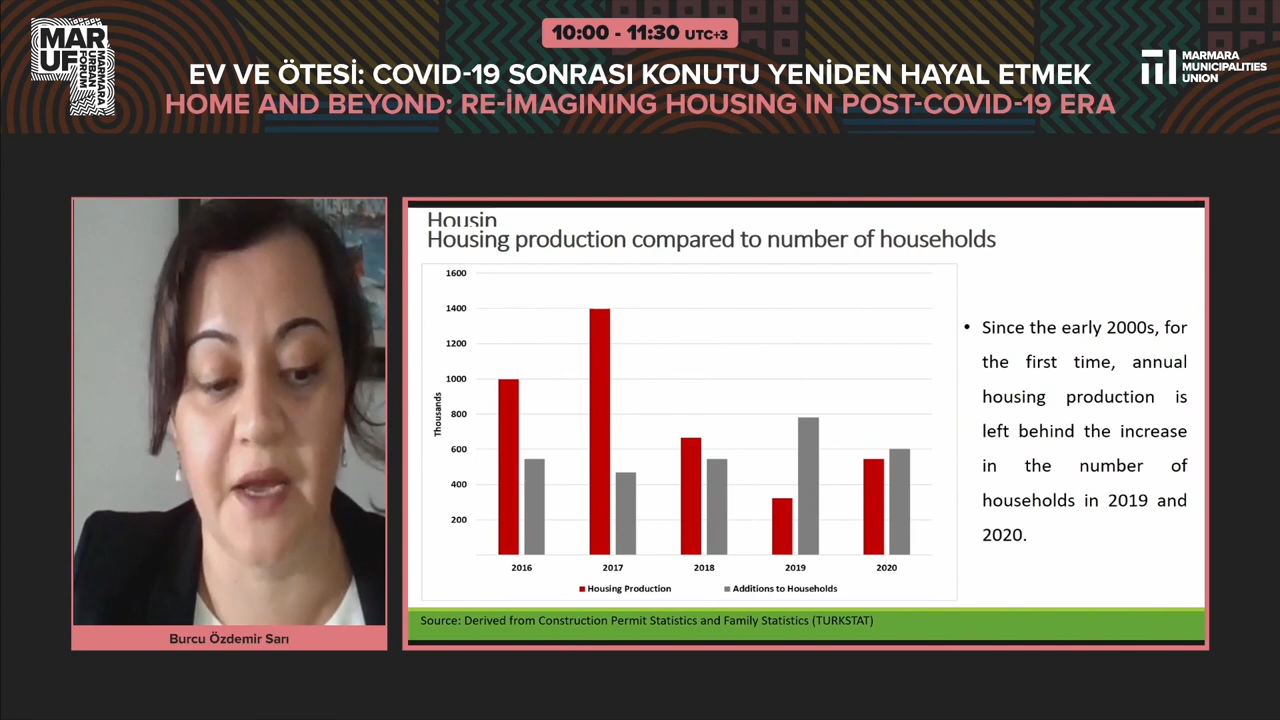 MAR
UF
MARMARA
URBAN
FORUM
10:00 - 11:30 UTC+3
EV VE ÖTESİ: COVID-19 SONRASI KONUTU YENİDEN HAYAL ETMEK
HOME AND BEYOND: RE-İMAGINING HOUSING IN POST-COVID-19 ERA
MARMARA
MUNICIPALITIES
UNION
Housin
Housing production compared to number of households
1600
1400
1200
1000
800
600
400
200
Thousands
2016 2017 2018 2019 2020
Housing Production Additions to Households
• Since the early 2000s, for
the first time, annual
housing production is
left behind the increase
in the number of
households in 2019 and
2020.
Source: Derived from Construction Permit Statistics and Family Statistics (TURKSTAT)
Burcu Özdemir Sarı